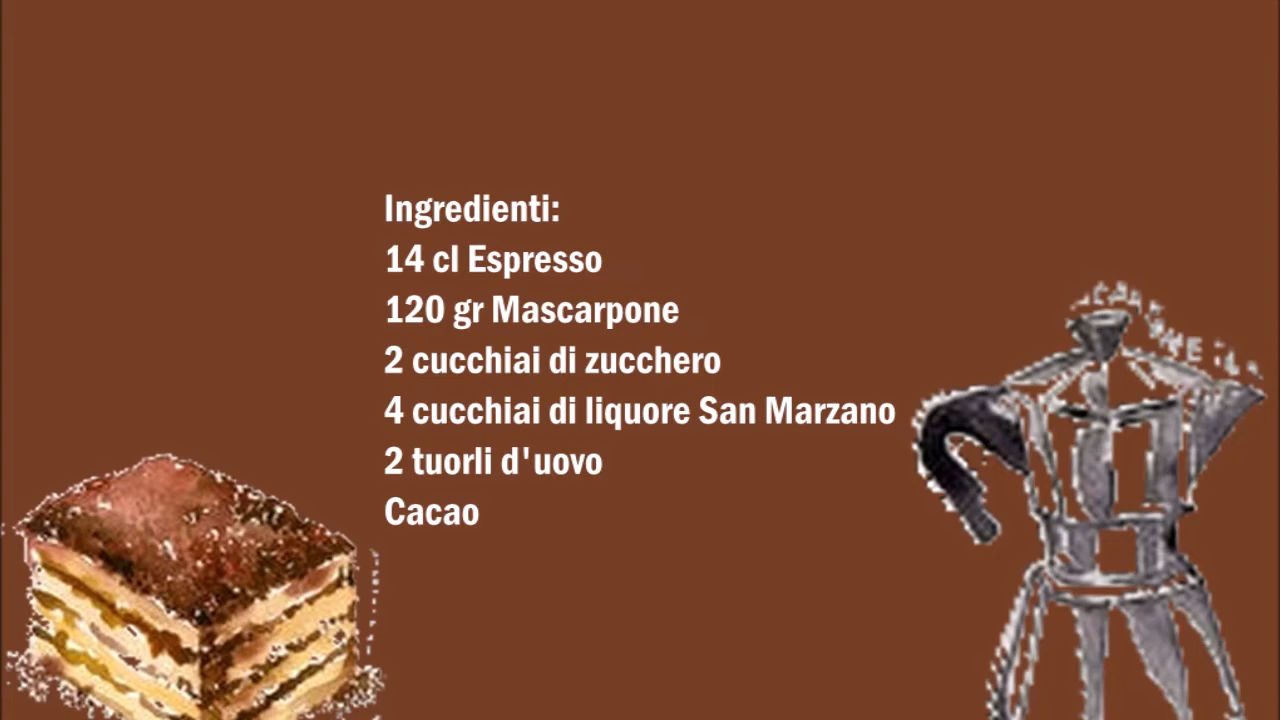 Ingredienti:
14 cl Espresso
120 gr Mascarpone
2 cucchiai di zucchero
4 cucchiai di liquore San Marzano
2 tuorli d'uovo
Cacao